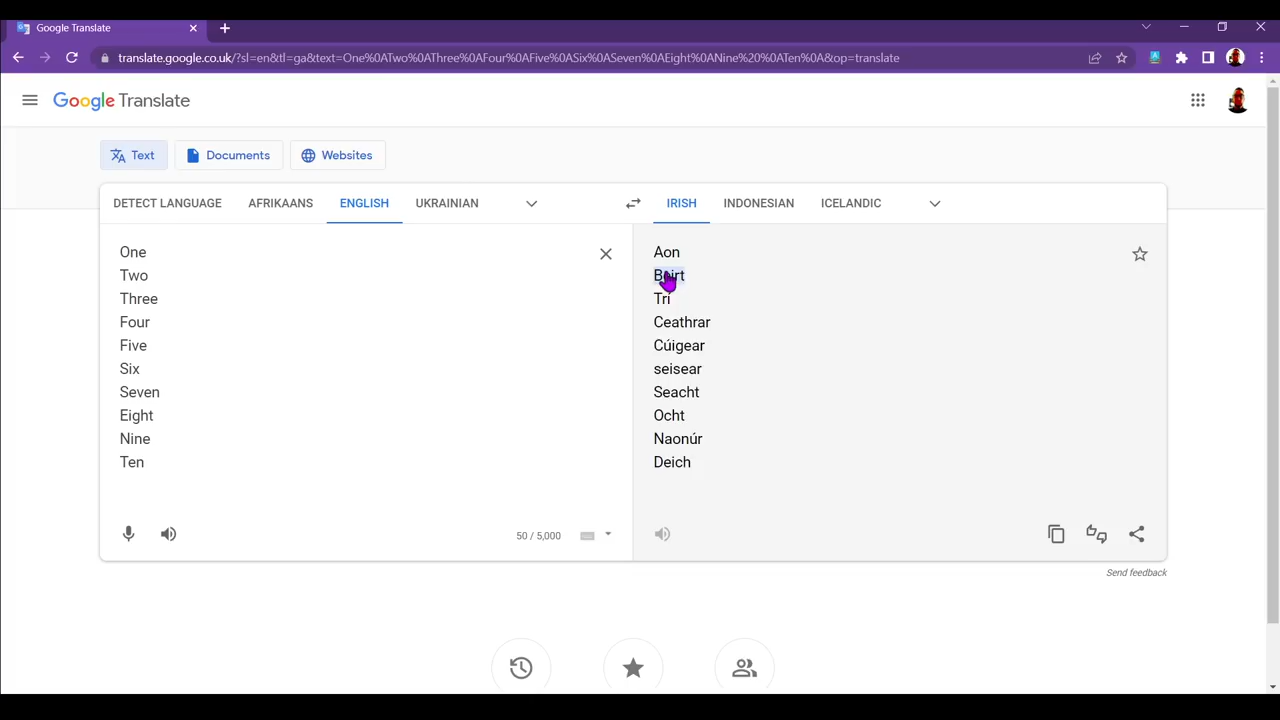 Google Translate
translate.google.co.uk/?sl=en&tl=ga&text=One%0ATwo%0AThree%0AFour%0AFive%0ASix%0ASeven%0AEight%0ANine%20%0ATen%0A&op=translate
Google Translate
Text
Documents
Websites
DETECT LANGUAGE
AFRIKAANS
ENGLISH
UKRAINIAN
IRISH
INDONESIAN
ICELANDIC
One
Two
Three
Four
Five
Six
Seven
Eight
Nine
Ten
50 / 5,000
Aon
Beirt
Trí
Ceathrar
Cúigear
seisear
Seacht
Ocht
Naonúr
Deich
Send feedback